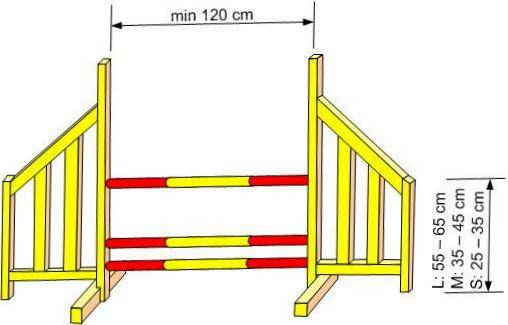 min 120 cm
L: 55 – 65 cm
M: 35 – 45 cm
S: 25 – 35 cm